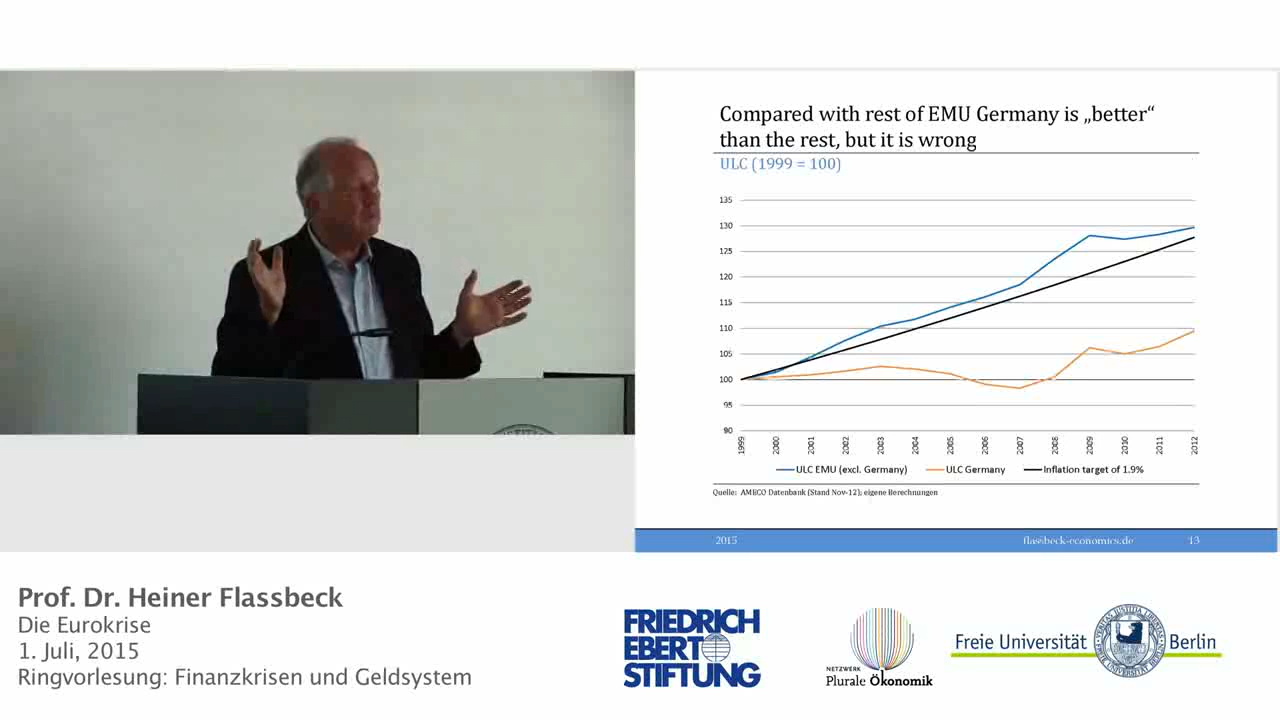 Compared with rest of EMU Germany is „better“
than the rest, but it is wrong
ULC (1999 = 100)
135
130
125
120
115
110
105
100
95
90
1999
2000
2001
2002
2003
2004
2005
2006
2007
2008
2009
2010
2011
2012
ULC EMU (excl. Germany)
ULC Germany
Inflation target of 1.9%
Quelle: AMECO Datenbank (Stand Nov-12); eigene Berechnungen
2015
flassbeck-economics.de
13
Prof. Dr. Heiner Flassbeck
Die Eurokrise
1. Juli, 2015
Ringvorlesung: Finanzkrisen und Geldsystem
FRIEDRICH
EBERT
STIFTUNG
NETZWERK
Plurale Ökonomik
Freie Universität
Berlin